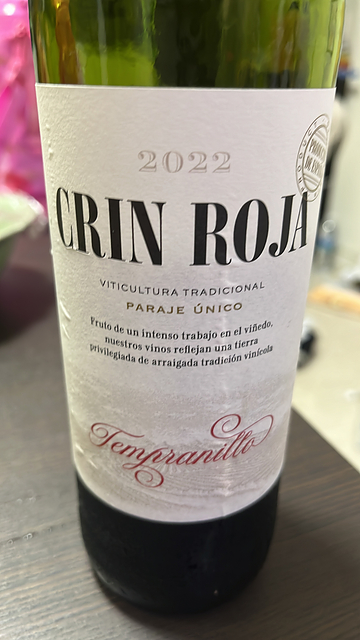 2022
CRIN ROJA
VITICULTURA TRADICIONAL
PARAJE ÚNICO
Fruto de un intenso trabajo en el viñedo,
nuestros vinos reflejan una tierra
privilegiada de arraigada tradición vinícola
Tempranillo